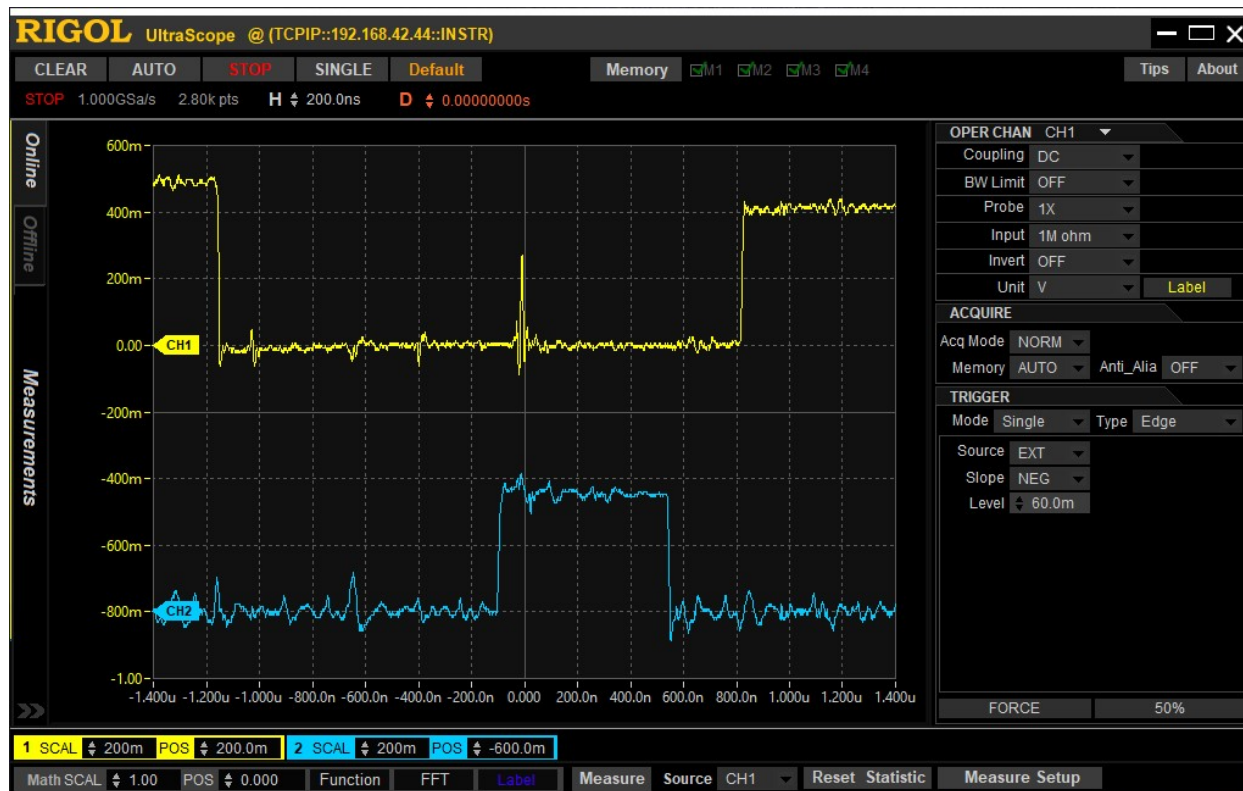 RIGOL UltraScope @ (TCPIP::192.168.42.44::INSTR)
CLEAR AUTO STOP SINGLE Default Memory M1 M2 M3 M4 Tips About
STOP 1.000GSa/s 2.80k pts H 200.0ns D 0.00000000s
Online
Offline
Measurements
600m
400m
200m
0.00
-200m
-400m
-600m
-800m
-1.00
CH1
CH2
-1.400u -1.200u -1.000u -800.0n -600.0n -400.0n -200.0n 0.000 200.0n 400.0n 600.0n 800.0n 1.000u 1.200u 1.400u
OPER CHAN CH1
Coupling DC
BW Limit OFF
Probe 1X
Input 1M ohm
Invert OFF
Unit V Label
ACQUIRE
Acq Mode NORM
Memory AUTO Anti_Alia OFF
TRIGGER
Mode Single Type Edge
Source EXT
Slope NEG
Level 60.0m
FORCE 50%
1 SCAL 200m POS 200.0m 2 SCAL 200m POS -600.0m
Math SCAL 1.00 POS 0.000 Function FFT Label Measure Source CH1 Reset Statistic Measure Setup